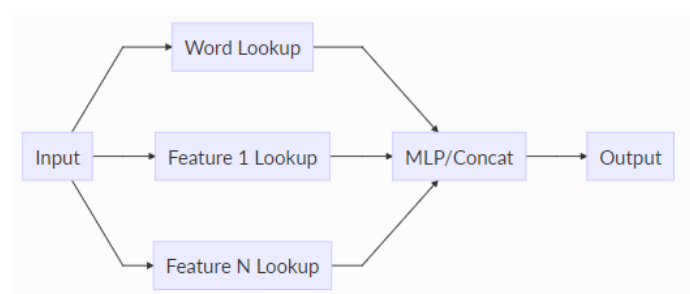 Word Lookup
Input
Feature 1 Lookup
MLP/Concat
Output
Feature N Lookup